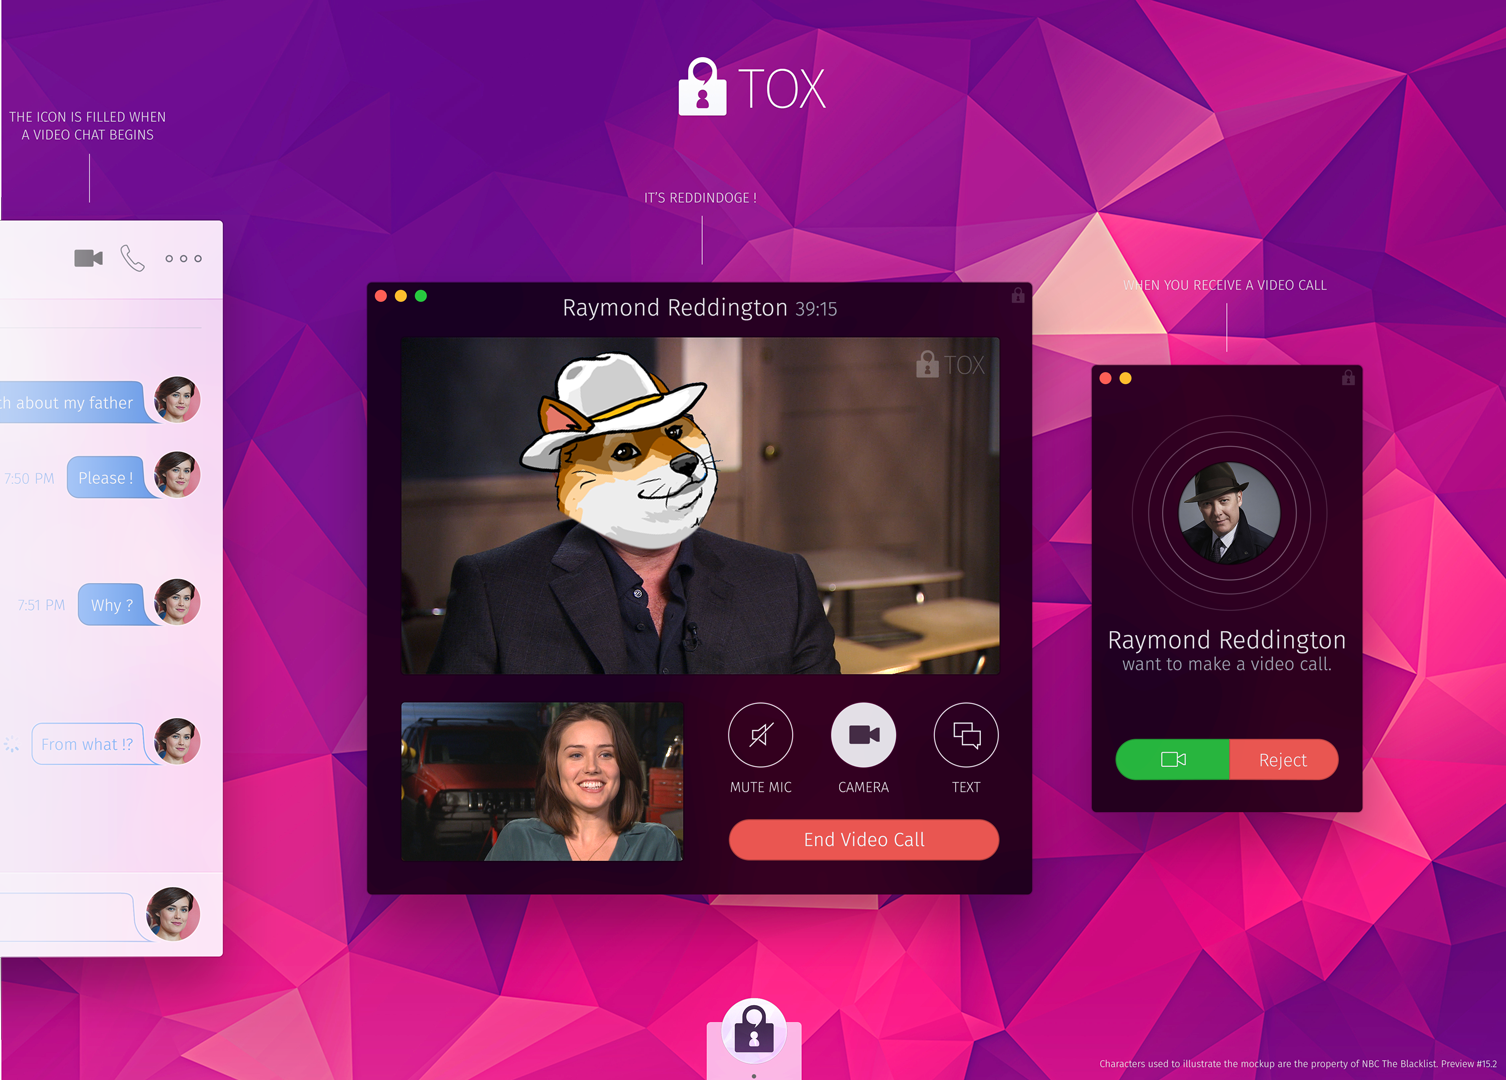 TOX
THE ICON IS FILLED WHEN
A VIDEO CHAT BEGINS
th about my father
7:50 PM
Please !
7:51 PM
Why ?
From what !?
IT'S REDDINDOGE !
Raymond Reddington 39:15
TOX
MUTE MIC
CAMERA
TEXT
End Video Call
WHEN YOU RECEIVE A VIDEO CALL
Raymond Reddington
want to make a video call.
Reject
Characters used to illustrate the mockup are the property of NBC The Blacklist. Preview #15.2